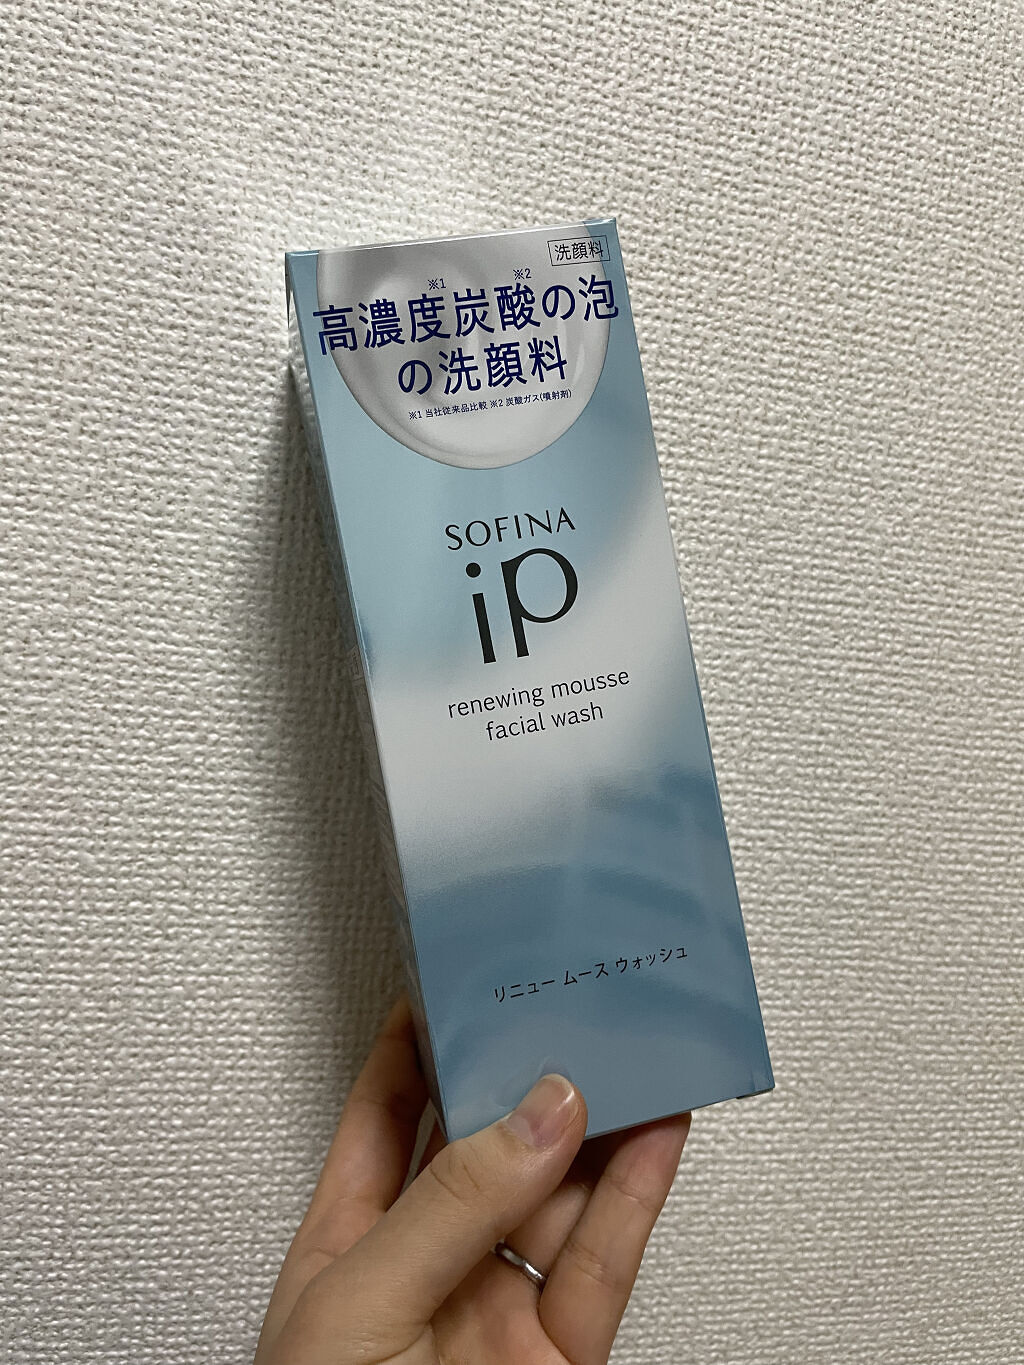 洗顔料
※1 ※2
高濃度炭酸の泡
の洗顔料
※1 当社従来品比較 ※2 炭酸ガス(噴射剤)
SOFINA
iP
renewing mousse
facial wash
リニュー ムース ウォッシュ